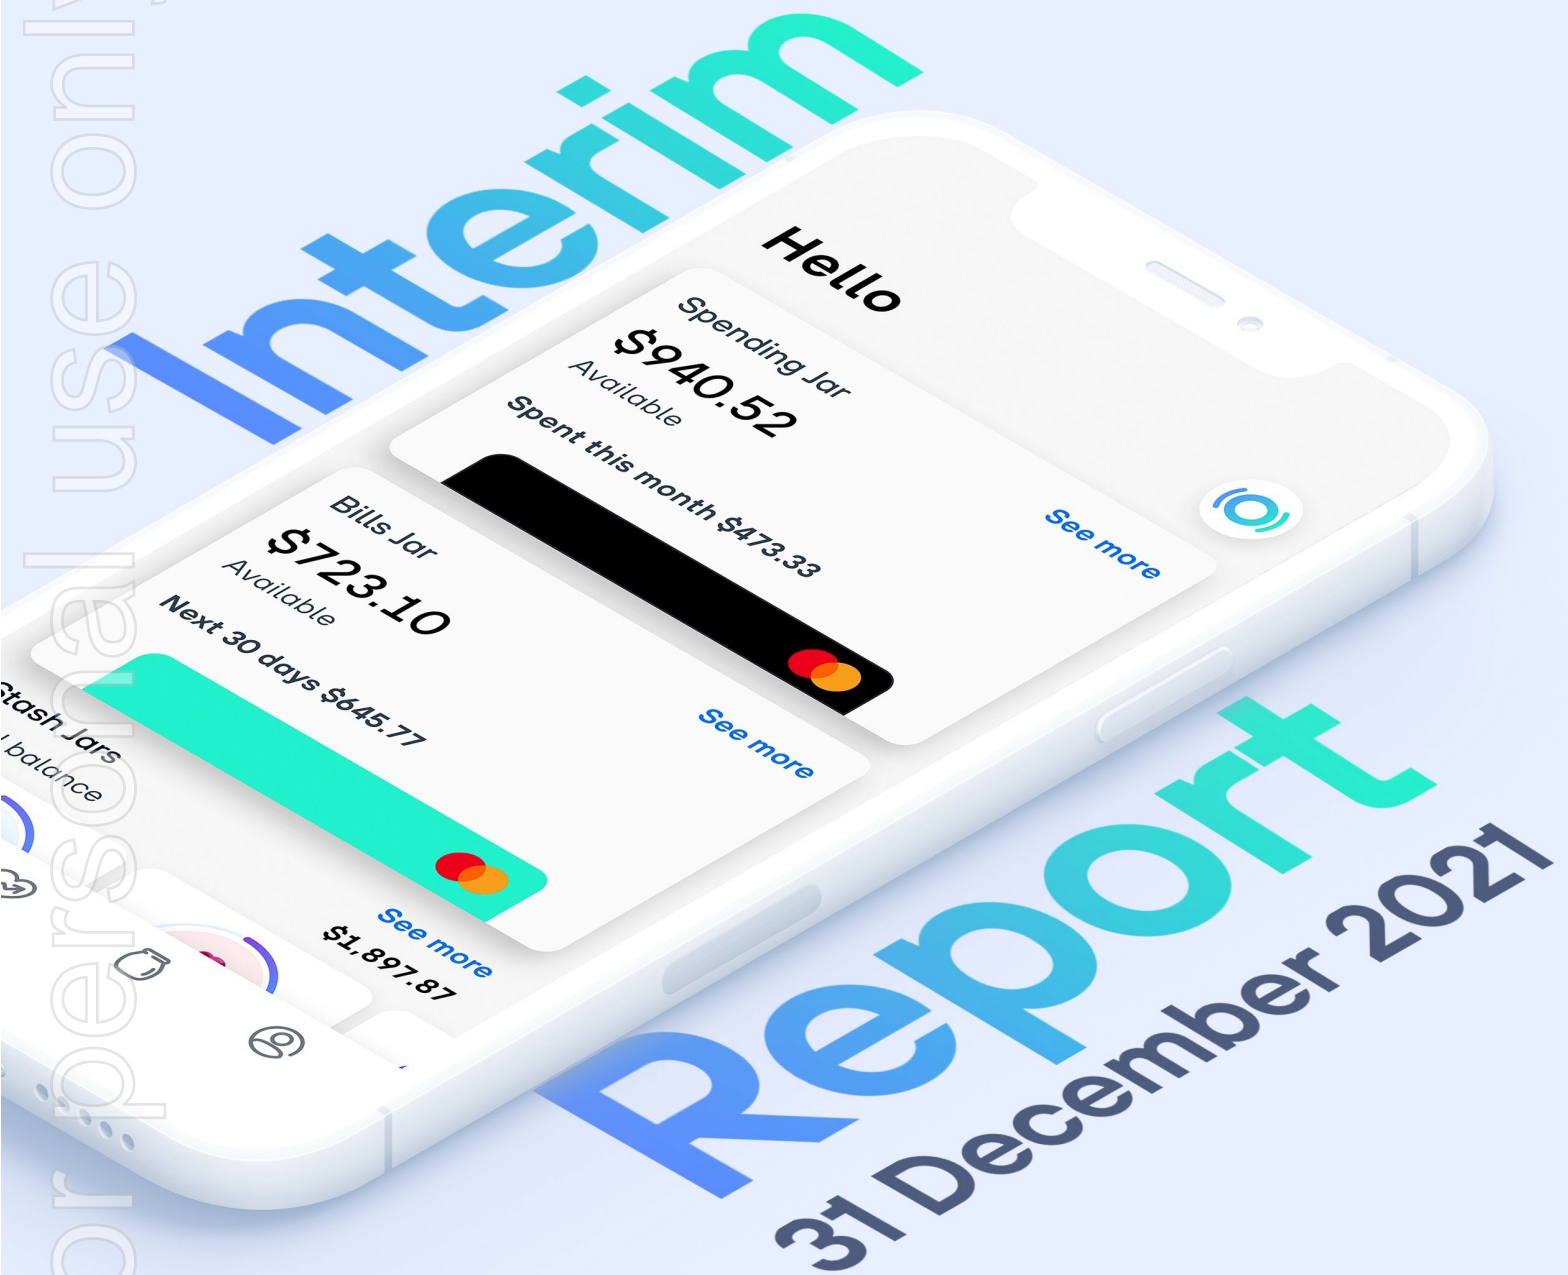 Interim
Hello
Spending Jar
$940.52
Available
Spent this month $473.33
See more
Bills Jar
$723.10
Available
Next 30 days $645.77
See more
Stash Jars
balance
See more
$1,897.87
Report
31 December 2021
personal use only